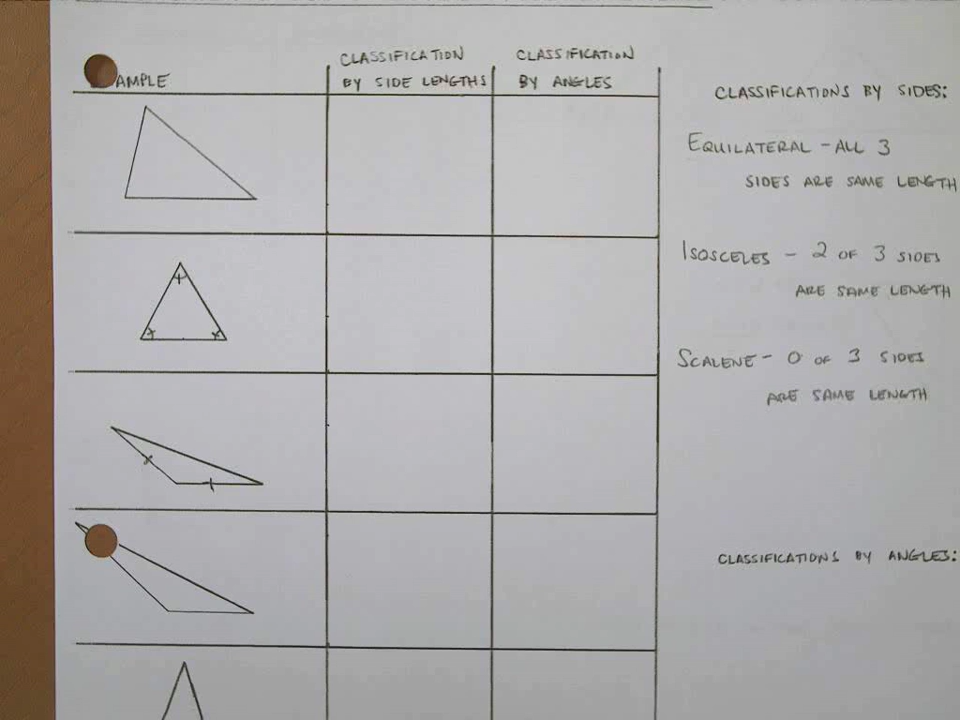 AMPLE
CLASSIFICATION
BY SIDE LENGTHS
CLASSIFICATION
BY ANGLES
CLASSIFICATIONS BY SIDES:
EQUILATERAL - ALL 3
SIDES ARE SAME LENGTH
ISOSCELES - 2 OF 3 SIDES
ARE SAME LENGTH
SCALENE - 0 OF 3 SIDES
ARE SAME LENGTH
CLASSIFICATIONS BY ANGLES: